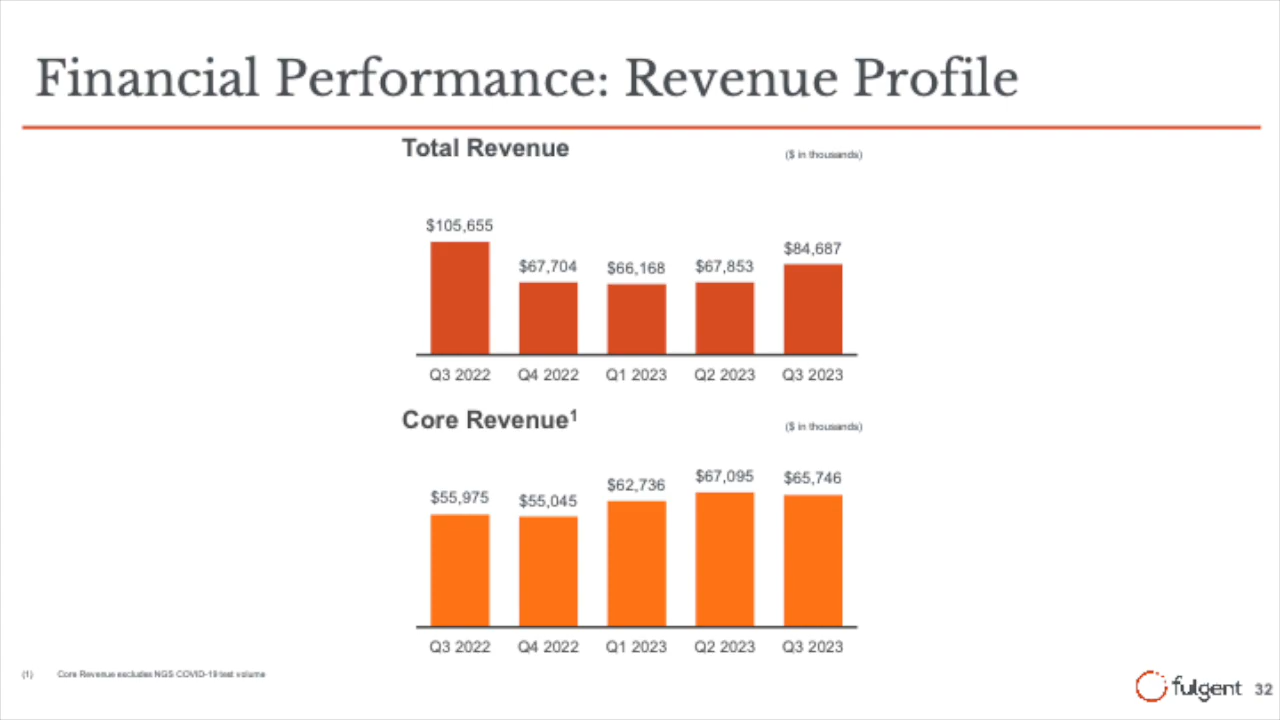 Financial Performance: Revenue Profile
Total Revenue
($ in thousands)
$105,655
$67,704
$66,168
$67,853
$84,687
Q3 2022
Q4 2022
Q1 2023
Q2 2023
Q3 2023
Core Revenue¹
($ in thousands)
$55,975
$55,045
$62,736
$67,095
$65,746
Q3 2022
Q4 2022
Q1 2023
Q2 2023
Q3 2023
(1) Core Revenue excludes NGS COVID-19 test volume
fulgent 32